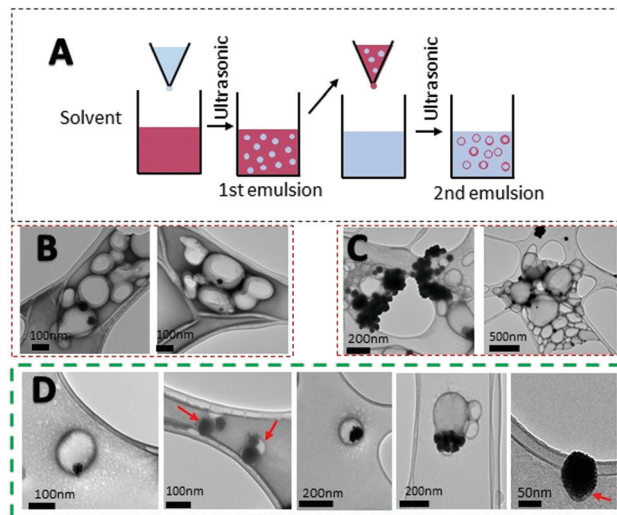 A
Solvent
Ultrasonic
1st emulsion
Ultrasonic
2nd emulsion
B
100nm
100nm
C
200nm
500nm
D
100nm
100nm
200nm
200nm
50nm